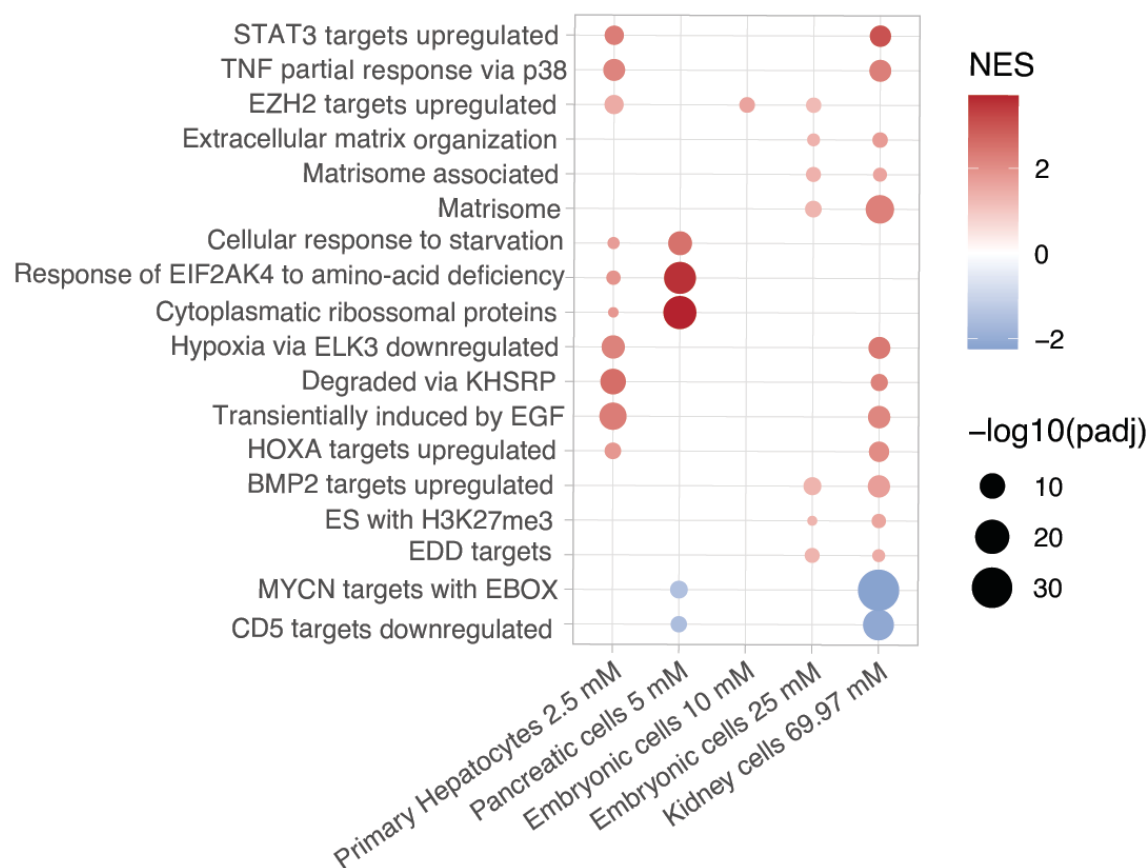 STAT3 targets upregulated
TNF partial response via p38
EZH2 targets upregulated
Extracellular matrix organization
Matrisome associated
Matrisome
Cellular response to starvation
Response of EIF2AK4 to amino-acid deficiency
Cytoplasmatic ribossomal proteins
Hypoxia via ELK3 downregulated
Degraded via KHSRP
Transientially induced by EGF
HOXA targets upregulated
BMP2 targets upregulated
ES with H3K27me3
EDD targets
MYCN targets with EBOX
CD5 targets downregulated
Primary Hepatocytes 2.5 mM
Pancreatic cells 5 mM
Embryonic cells 10 mM
Embryonic cells 25 mM
Kidney cells 69.97 mM
NES
2
0
−2
−log10(padj)
10
20
30